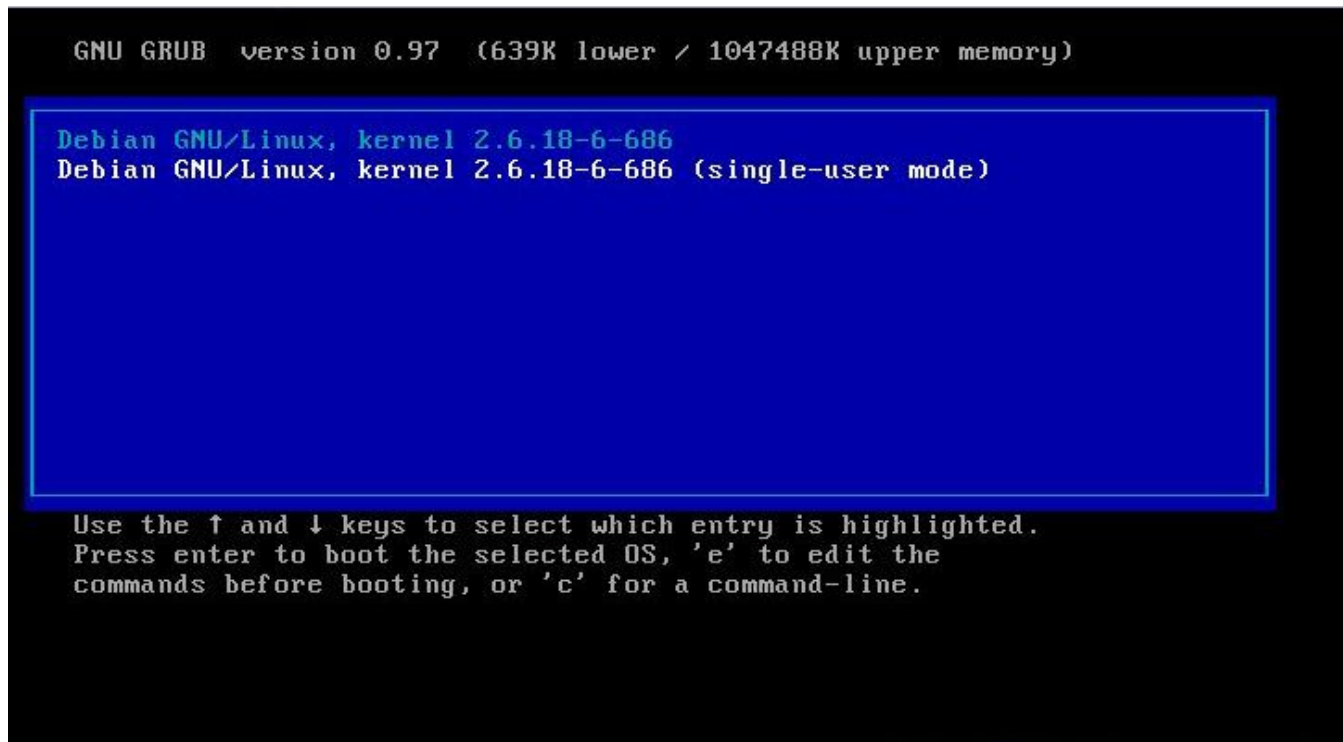 GNU GRUB version 0.97 (639K lower / 1047488K upper memory)
Debian GNU/Linux, kernel 2.6.18-6-686
Debian GNU/Linux, kernel 2.6.18-6-686 (single-user mode)
Use the ↑ and ↓ keys to select which entry is highlighted.
Press enter to boot the selected OS, 'e' to edit the
commands before booting, or 'c' for a command-line.